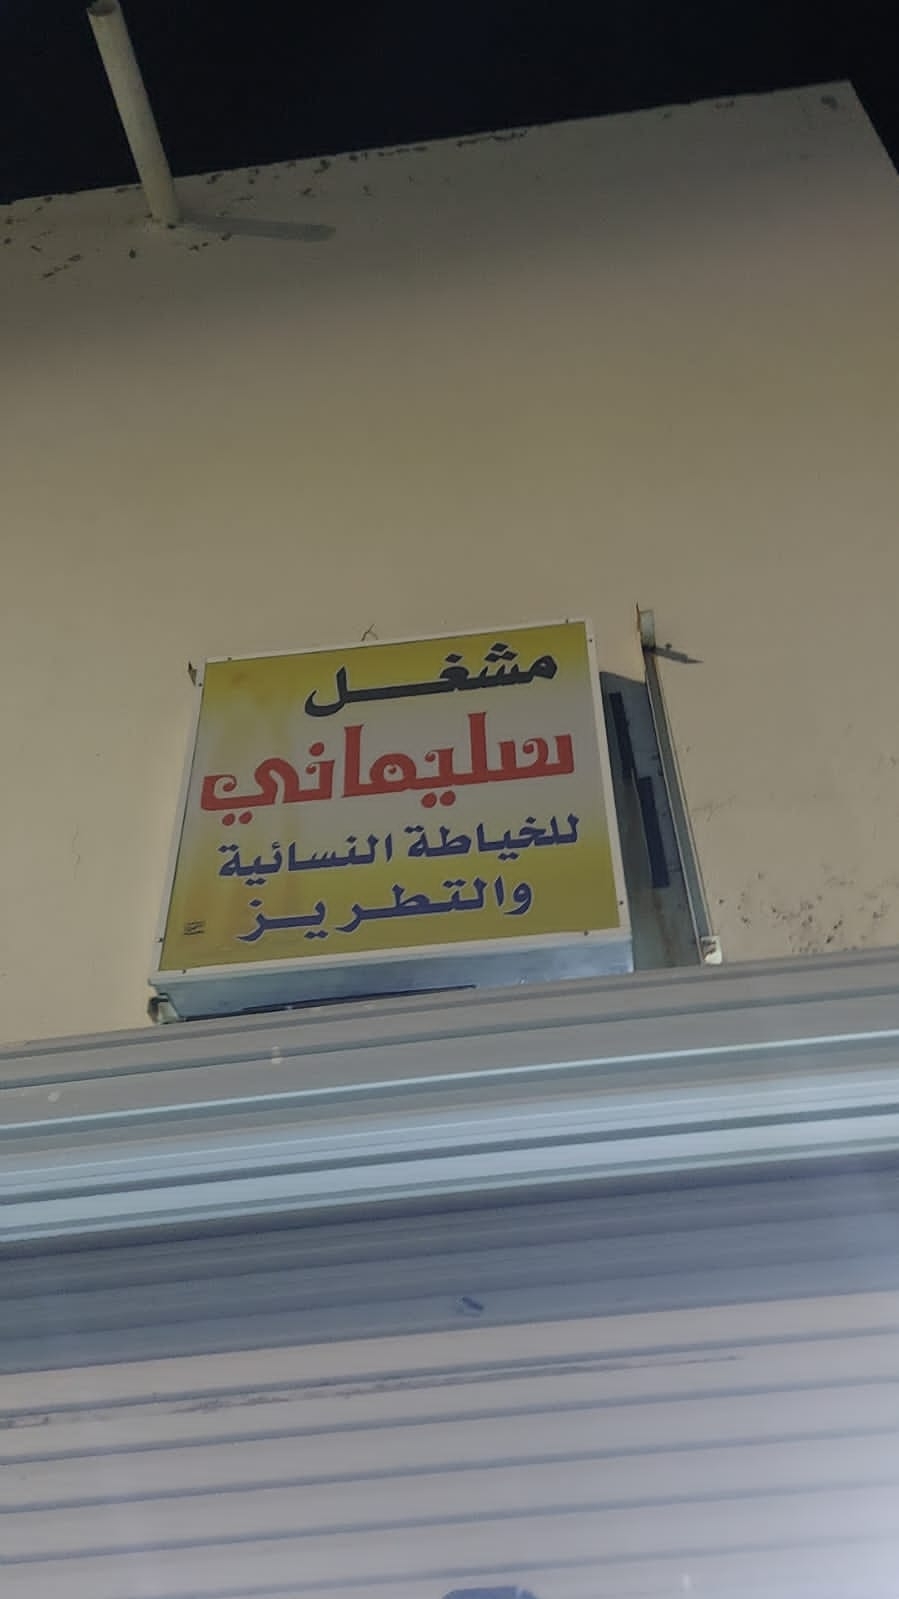 مشغل
سليماني
للخياطة النسائية
والتطريز